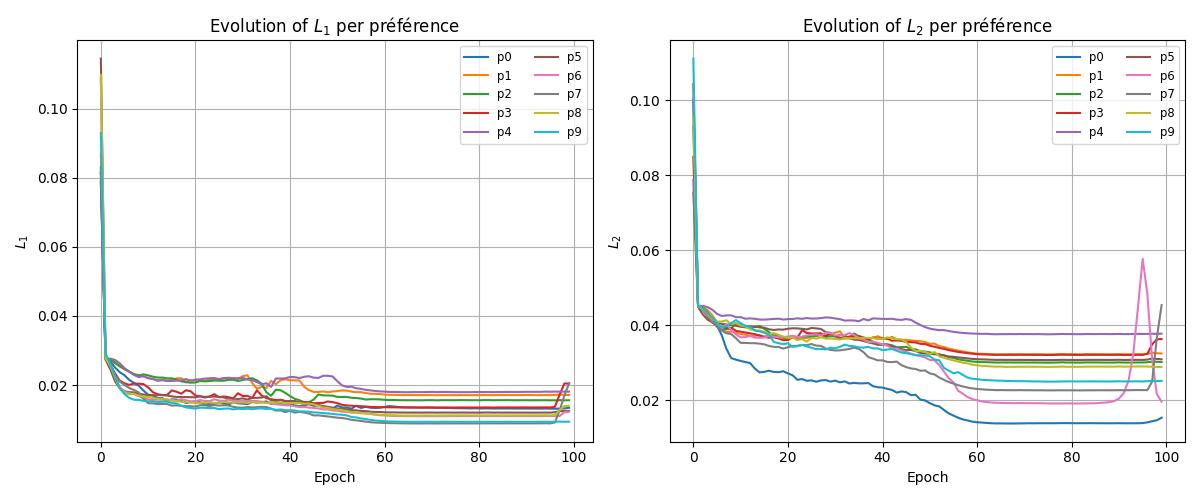 Evolution of L₁ per préférence
L₁
0.10
0.08
0.06
0.04
0.02
0
20
40
60
80
100
Epoch
p0
p1
p2
p3
p4
p5
p6
p7
p8
p9
Evolution of L₂ per préférence
L₂
0.10
0.08
0.06
0.04
0.02
0
20
40
60
80
100
Epoch
p0
p1
p2
p3
p4
p5
p6
p7
p8
p9